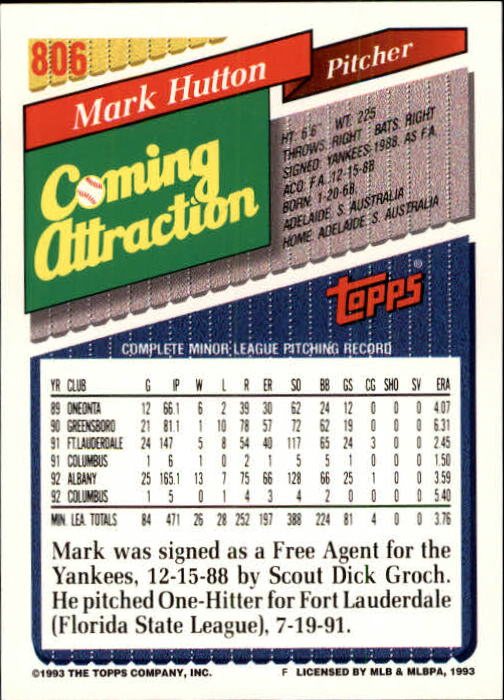 806
Mark Hutton
Pitcher
Coming
Attraction
HT: 6'6" WT: 225
THROWS: RIGHT BATS: RIGHT
SIGNED: YANKEES-1988, AS F.A.
ACQ: F.A. 12-15-88
BORN: 1-20-68,
ADELAIDE S. AUSTRALIA
HOME: ADELAIDE S. AUSTRALIA
topps®
COMPLETE MINOR LEAGUE PITCHING RECORD
YR CLUB G IP W L R ER SO BB GS CG SHO SV ERA
89 ONEONTA 12 66.1 6 2 39 30 62 24 12 0 0 0 4.07
90 GREENSBORO 21 81.1 1 10 78 57 72 62 19 0 0 0 6.31
91 FT.LAUDERDALE 24 147 5 8 54 40 117 65 24 3 0 0 2.45
91 COLUMBUS 1 6 1 0 2 1 5 5 1 0 0 0 1.50
92 ALBANY 25 165.1 13 7 75 66 128 66 25 1 0 0 3.59
92 COLUMBUS 1 5 0 1 4 3 4 2 0 0 0 0 5.40
MIN. LEA. TOTALS 84 471 26 28 252 197 388 224 81 4 0 0 3.76
Mark was signed as a Free Agent for the
Yankees, 12-15-88 by Scout Dick Groch.
He pitched One-Hitter for Fort Lauderdale
(Florida State League), 7-19-91.
©1993 THE TOPPS COMPANY, INC. F LICENSED BY MLB & MLBPA, 1993